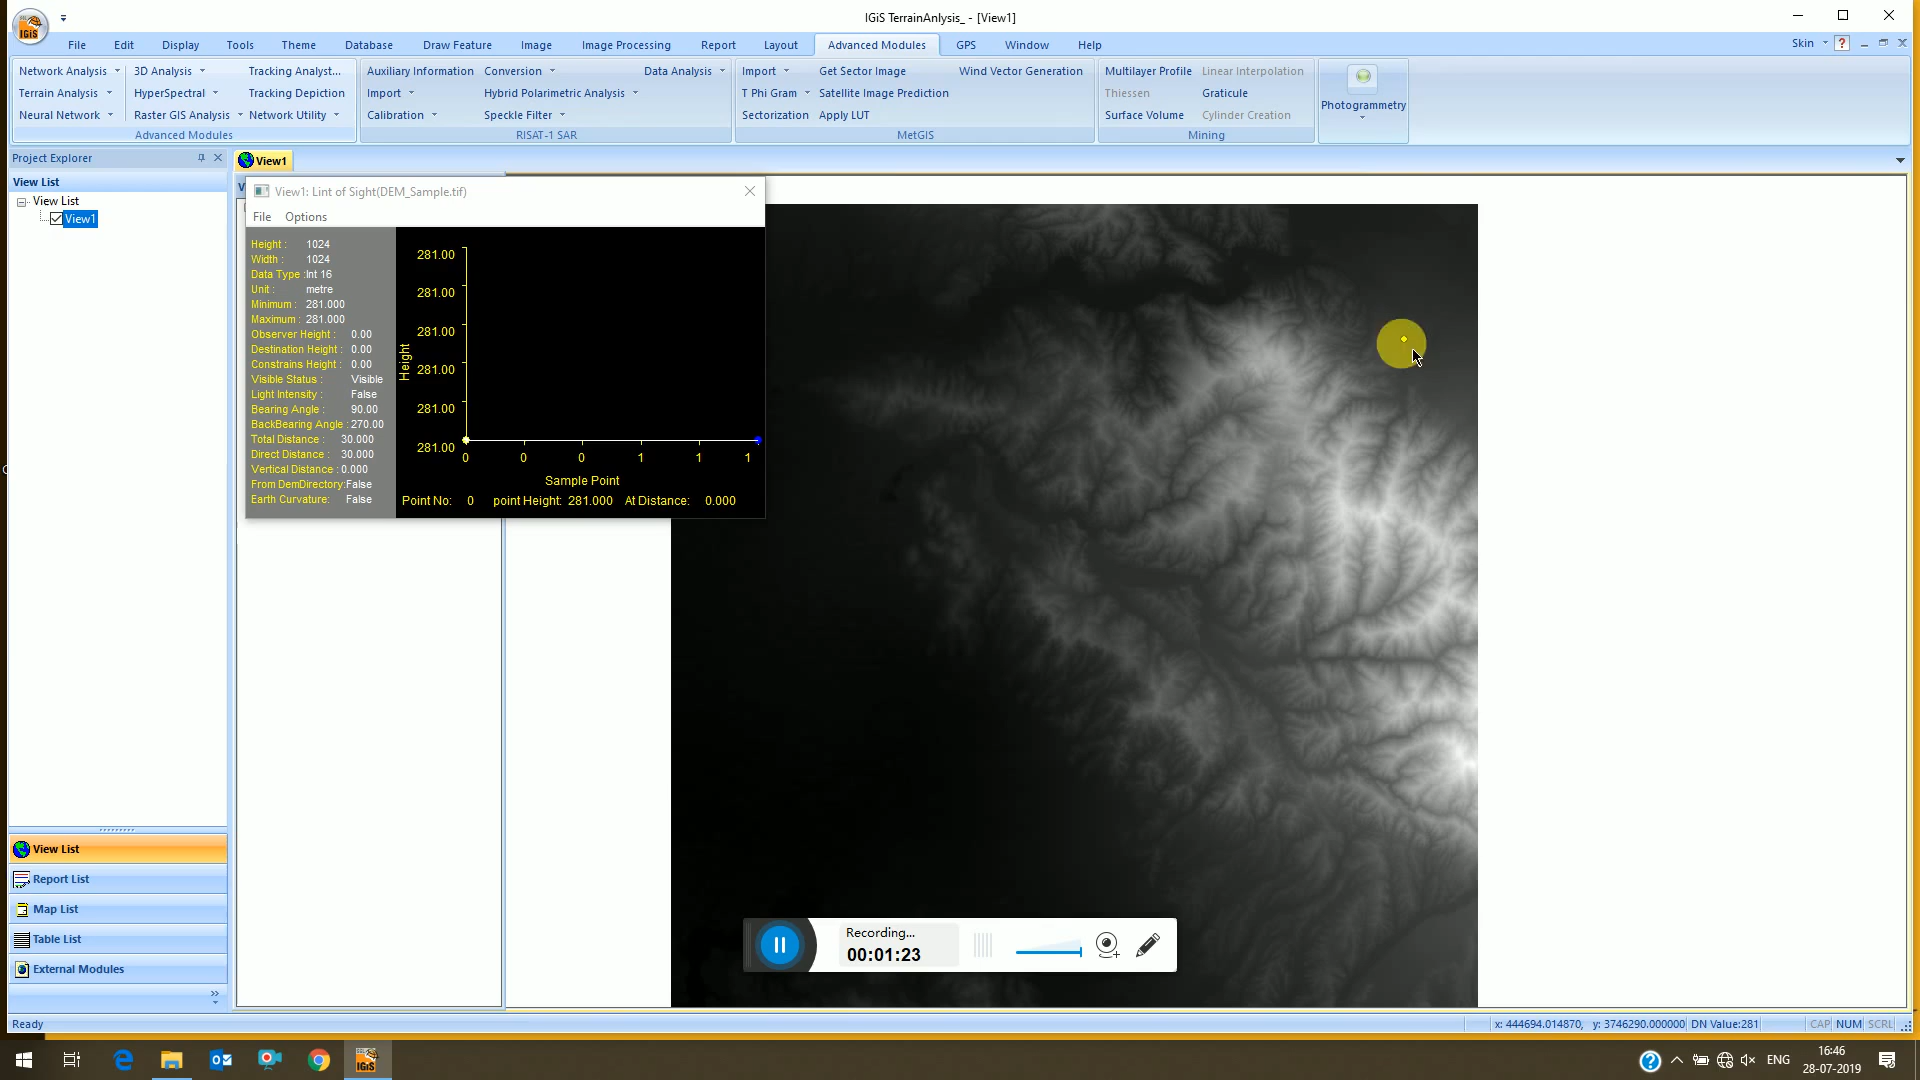 IGiS TerrainAnlysis_ - [View1]
File Edit Display Tools Theme Database Draw Feature Image Image Processing Report Layout Advanced Modules GPS Window Help Skin
Network Analysis 3D Analysis Tracking Analyst... Auxiliary Information Conversion Data Analysis Import Get Sector Image Wind Vector Generation Multilayer Profile Linear Interpolation
Terrain Analysis HyperSpectral Tracking Depiction Import Hybrid Polarimetric Analysis T Phi Gram Satellite Image Prediction Thiessen Graticule Photogrammetry
Neural Network Raster GIS Analysis Network Utility Calibration Speckle Filter Sectorization Apply LUT Surface Volume Cylinder Creation
Advanced Modules RISAT-1 SAR MetGIS Mining
Project Explorer
View1
View List
View List
View1
View1: Lint of Sight(DEM_Sample.tif)
File Options
Height : 1024
Width : 1024
Data Type :Int 16
Unit : metre
Minimum : 281.000
Maximum : 281.000
Observer Height : 0.00
Destination Height : 0.00
Constrains Height : 0.00
Visible Status : Visible
Light Intensity : False
Bearing Angle : 90.00
BackBearing Angle :270.00
Total Distance : 30.000
Direct Distance : 30.000
Vertical Distance : 0.000
From DemDirectory:False
Earth Curvature: False
281.00
281.00
281.00
281.00
281.00
281.00
Height
0 0 0 1 1 1
Sample Point
Point No: 0 point Height: 281.000 At Distance: 0.000
View List
Report List
Map List
Table List
External Modules
Recording...
00:01:23
Ready
x: 444694.014870, y: 3746290.000000 DN Value:281 CAP NUM SCRL
ENG
16:46
28-07-2019
IGiS